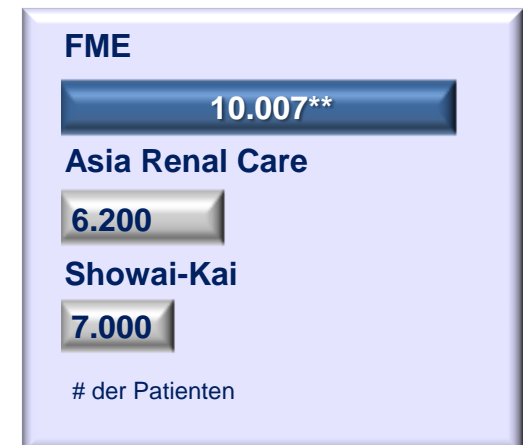 FME
10.007**
Asia Renal Care
6.200
Showai-Kai
7.000
# der Patienten